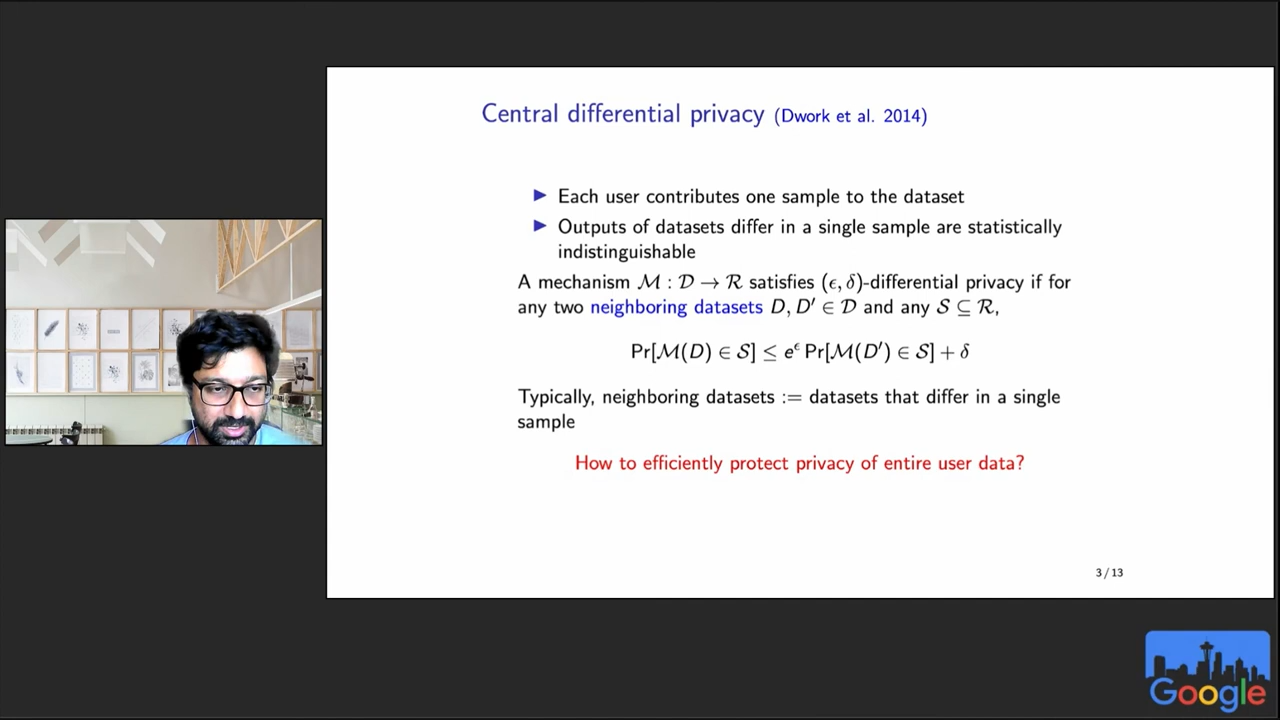 Central differential privacy (Dwork et al. 2014)
▶ Each user contributes one sample to the dataset
▶ Outputs of datasets differ in a single sample are statistically
indistinguishable
A mechanism ℳ : 𝒟 → ℛ satisfies (ϵ, δ)-differential privacy if for
any two neighboring datasets D, D′ ∈ 𝒟 and any 𝒮 ⊆ ℛ,
Pr[ℳ(D) ∈ 𝒮] ≤ e^ϵ Pr[ℳ(D′) ∈ 𝒮] + δ
Typically, neighboring datasets := datasets that differ in a single
sample
How to efficiently protect privacy of entire user data?
3 / 13
Google